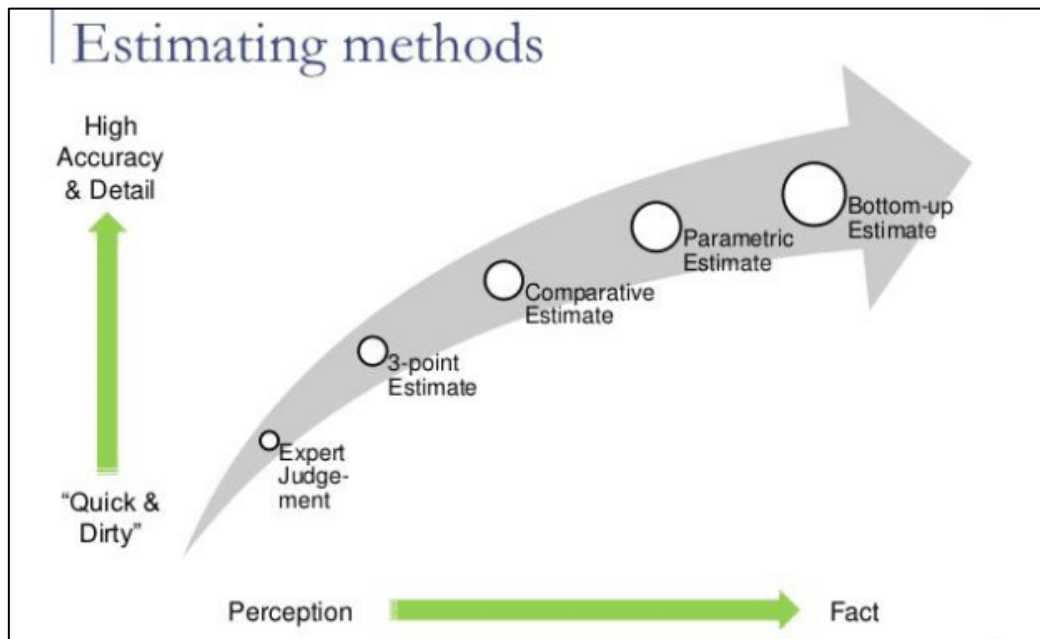 Estimating methods
High
Accuracy
& Detail
Bottom-up
Estimate
Parametric
Estimate
Comparative
Estimate
3-point
Estimate
Expert
Judge-
ment
“Quick &
Dirty”
Perception
Fact